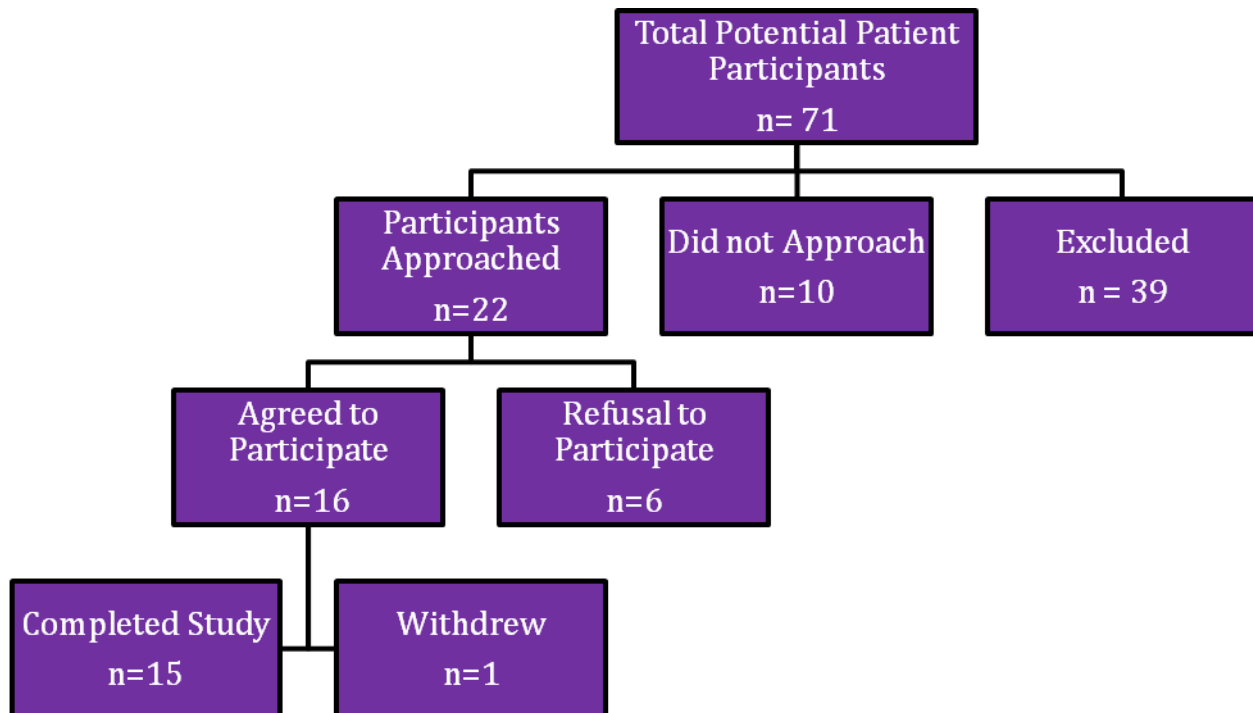 Total Potential Patient
Participants
n= 71
Participants
Approached
n=22
Did not Approach
n=10
Excluded
n = 39
Agreed to
Participate
n=16
Refusal to
Participate
n=6
Completed Study
n=15
Withdrew
n=1